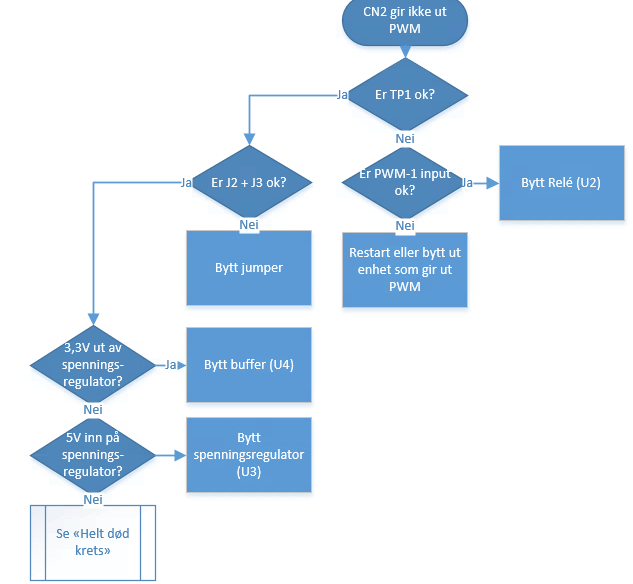 CN2 gir ikke ut
PWM
Er TP1 ok?
Ja
Nei
Er J2 + J3 ok?
Ja
Nei
Er PWM-1 input
ok?
Ja
Nei
Bytt Relé (U2)
Bytt jumper
Restart eller bytt ut
enhet som gir ut
PWM
3,3V ut av
spennings-
regulator?
Ja
Nei
Bytt buffer (U4)
5V inn på
spennings-
regulator?
Nei
Bytt
spenningsregulator
(U3)
Se «Helt død
krets»